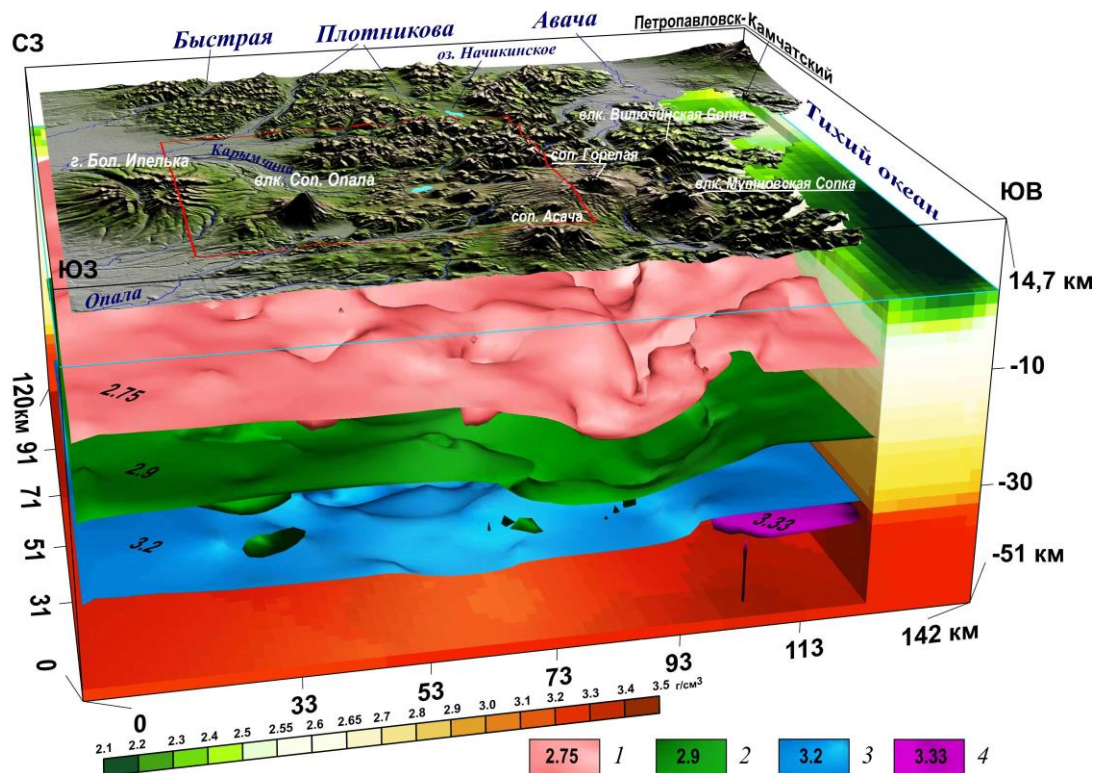 СЗ
Быстрая
Плотникова
оз. Начикинское
Авача
Петропавловск-
Камчатский
влк. Вилючинская Сопка
Тихий океан
г. Бол. Ипелька
Карымчина
влк. Соп. Опала
соп. Горелая
влк. Мутновская Сопка
ЮВ
соп. Асача
ЮЗ
Опала
14,7 км
-10
-30
-51 км
2.75
2.9
3.2
3.33
120км
91
71
51
31
0
0
33
53
73
93
113
142 км
2.1 2.2 2.3 2.4 2.5 2.55 2.6 2.65 2.7 2.8 2.9 3.0 3.1 3.2 3.3 3.4 3.5 г/см³
2.75 1 2.9 2 3.2 3 3.33 4